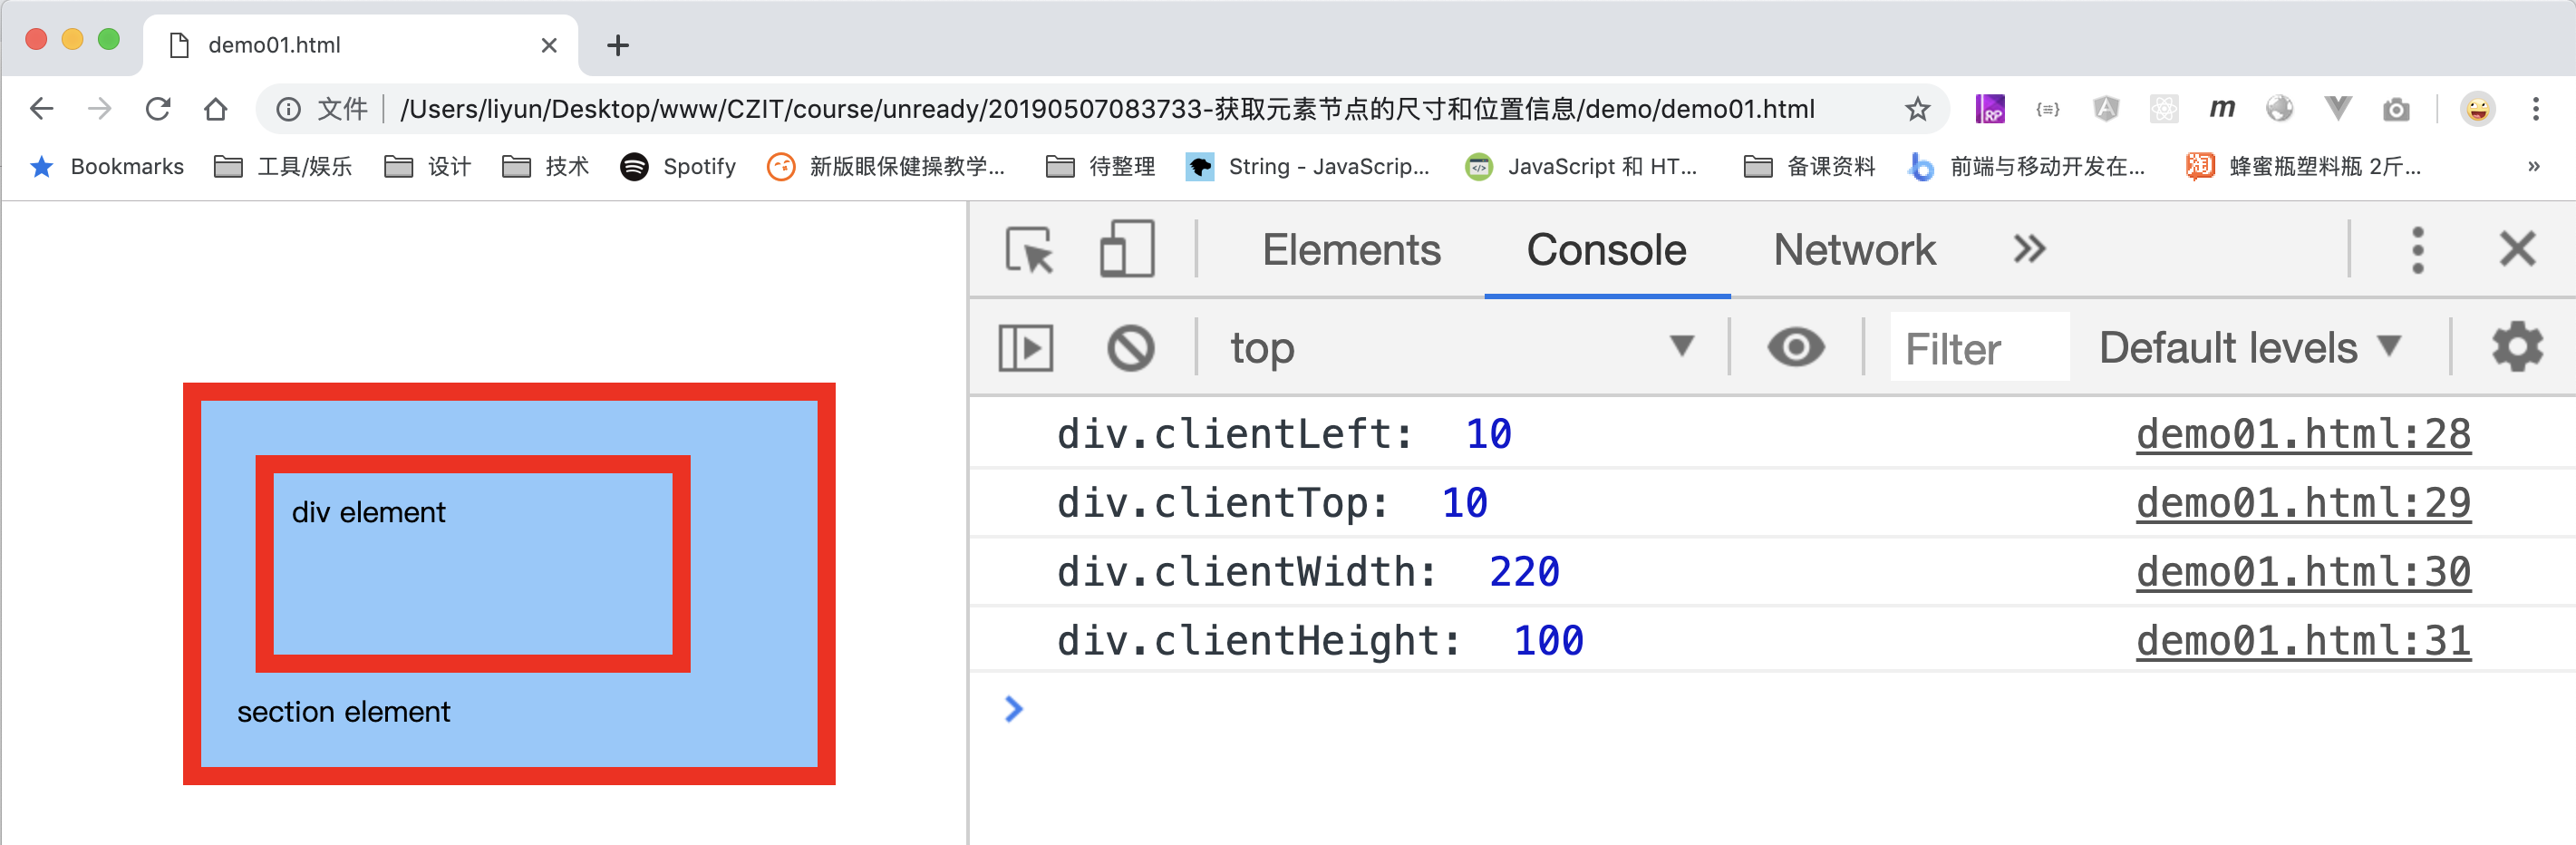 demo01.html
文件 /Users/liyun/Desktop/www/CZIT/course/unready/20190507083733-获取元素节点的尺寸和位置信息/demo/demo01.html
RP {≡} m
Bookmarks 工具/娱乐 设计 技术 Spotify 新版眼保健操教学... 待整理 String - JavaScrip... JavaScript 和 HT... 备课资料 前端与移动开发在... 淘 蜂蜜瓶塑料瓶 2斤... »
Elements Console Network
top Filter Default levels
div.clientLeft: 10 demo01.html:28
div.clientTop: 10 demo01.html:29
div.clientWidth: 220 demo01.html:30
div.clientHeight: 100 demo01.html:31
div element
section element